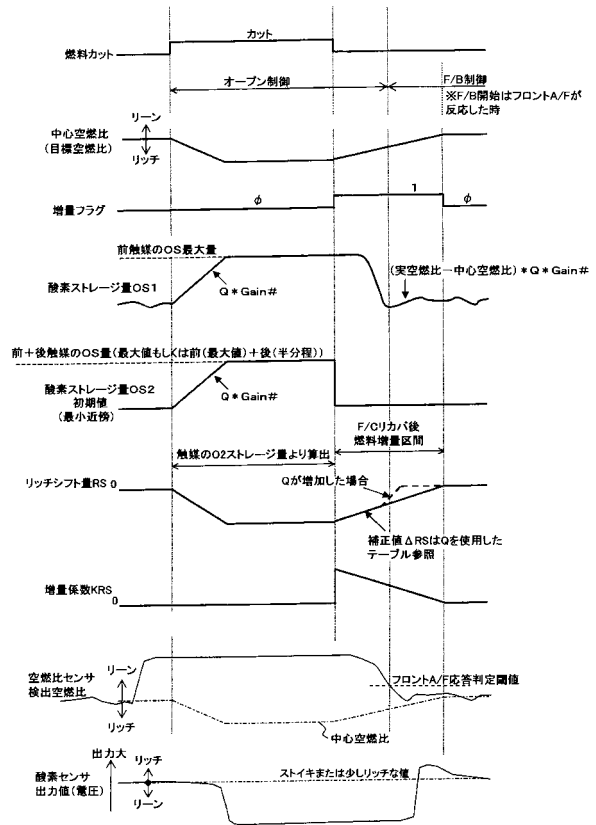 カット
燃料カット
オープン制御
F/B制御
※F/B開始はフロントA/Fが
反応した時
リーン
中心空燃比
(目標空燃比)
リッチ
増量フラグ
φ
1
φ
前触媒のOS最大量
(実空燃比ー中心空燃比)*Q*Gain#
酸素ストレージ量OS1
Q*Gain#
前+後触媒のOS量(最大値もしくは前(最大値)+後(半分程))
酸素ストレージ量OS2
初期値
(最小近傍)
Q*Gain#
F/Cリカバ後
燃料増量区間
触媒のO2ストレージ量より算出
Qが増加した場合
リッチシフト量RS 0
補正値ΔRSはQを使用した
テーブル参照
増量係数KRS
0
リーン
空燃比センサ
検出空燃比
フロントA/F応答判定閾値
リッチ
中心空燃比
出力大
リッチ
酸素センサ
出力値(電圧)
ストイキまたは少しリッチな値
リーン